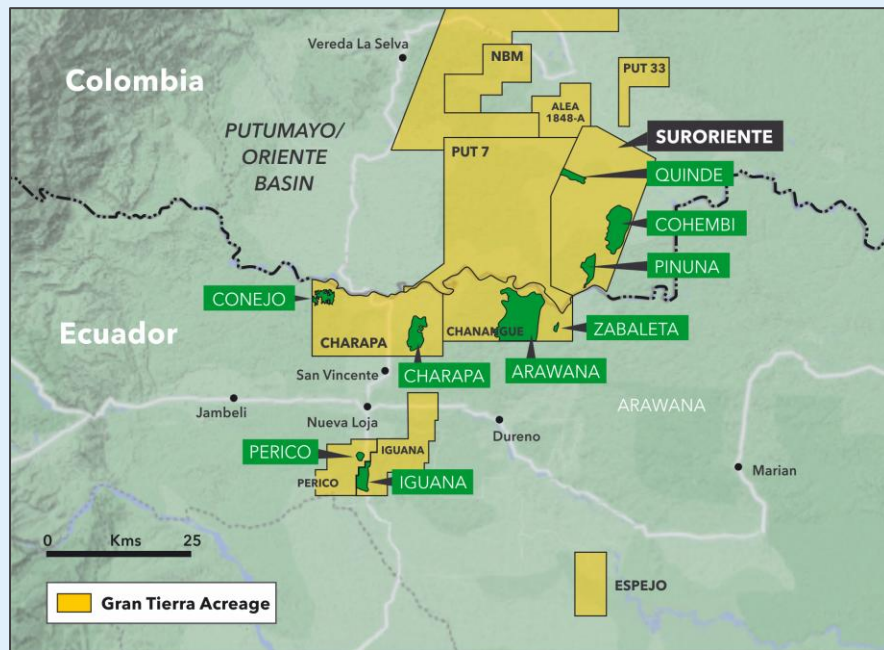 Vereda La Selva
NBM
PUT 33
Colombia
ALEA
1848-A
PUTUMAYO/
ORIENTE
BASIN
PUT 7
SURORIENTE
QUINDE
COHEMBI
PINUNA
CONEJO
Ecuador
CHARAPA
CHANANGUE
ZABALETA
San Vincente
CHARAPA
ARAWANA
Jambeli
Nueva Loja
ARAWANA
Dureno
PERICO
IGUANA
Marian
PERICO
IGUANA
0 Kms 25
ESPEJO
Gran Tierra Acreage